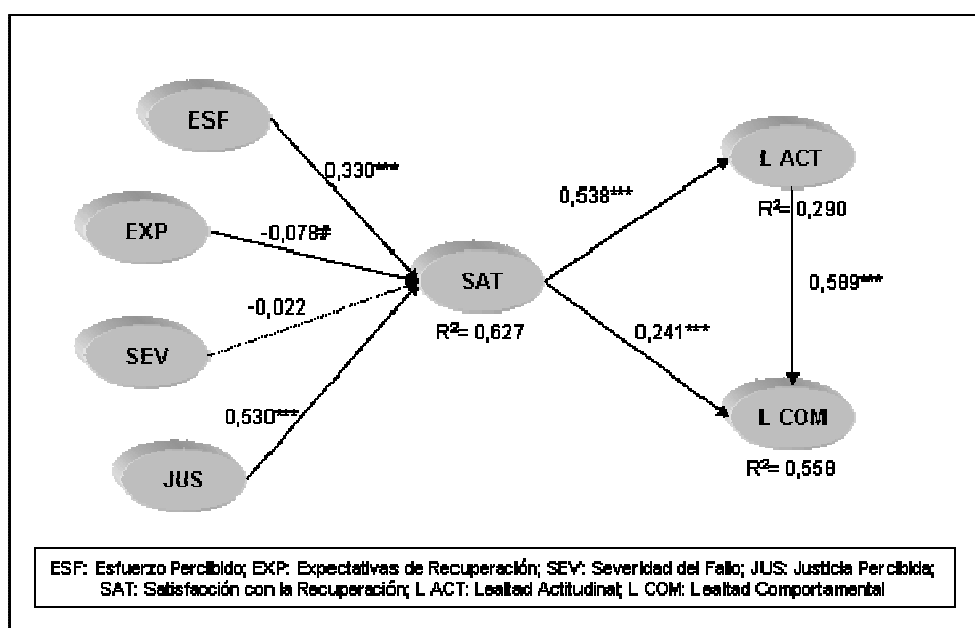 ESF
L ACT
0,330***
0,538***
R²= 0,290
EXP
-0,078#
SAT
0,589***
-0,022
R²= 0,627
0,241***
SEV
0,530***
L COM
R²= 0,558
JUS
ESF: Esfuerzo Percibido; EXP: Expectativas de Recuperación; SEV: Severidad del Fallo; JUS: Justicia Percibida;
SAT: Satisfacción con la Recuperación; L ACT: Lealtad Actitudinal; L COM: Lealtad Comportamental